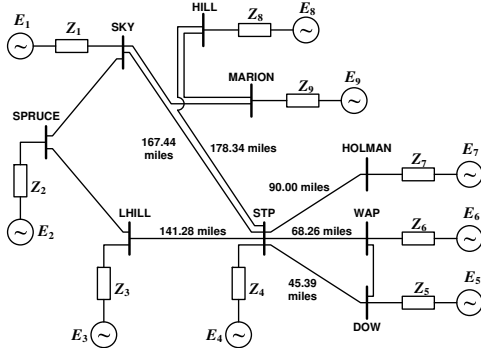 HILL
E8
E1
SKY
Z1
Z8
MARION
E9
Z9
SPRUCE
167.44
miles
178.34 miles
HOLMAN
E7
Z7
90.00 miles
Z2
LHILL
STP
WAP
E6
141.28 miles
68.26 miles
E2
Z6
Z3
Z4
45.39
miles
E5
Z5
DOW
E3
E4